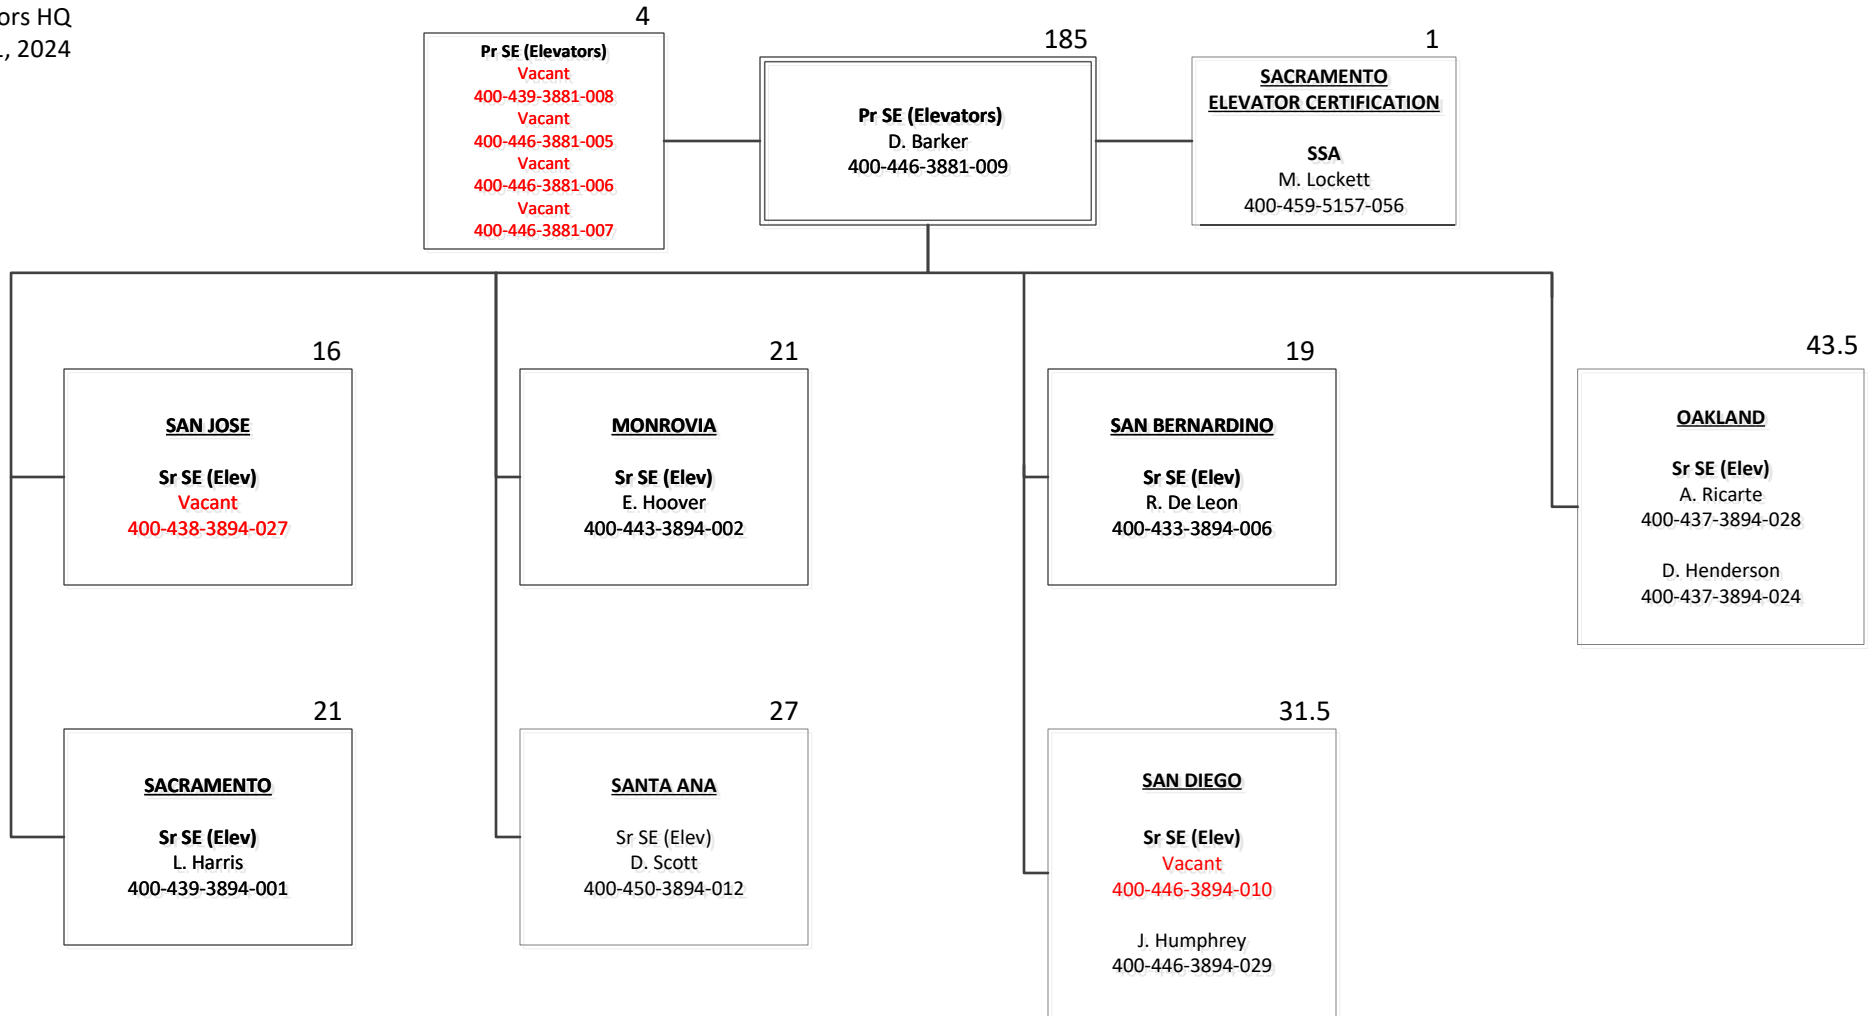 ors HQ
, 2024
4
Pr SE (Elevators)
Vacant
400-439-3881-008
Vacant
400-446-3881-005
Vacant
400-446-3881-006
Vacant
400-446-3881-007
185
Pr SE (Elevators)
D. Barker
400-446-3881-009
1
SACRAMENTO
ELEVATOR CERTIFICATION
SSA
M. Lockett
400-459-5157-056
16
SAN JOSE
Sr SE (Elev)
Vacant
400-438-3894-027
21
MONROVIA
Sr SE (Elev)
E. Hoover
400-443-3894-002
19
SAN BERNARDINO
Sr SE (Elev)
R. De Leon
400-433-3894-006
43.5
OAKLAND
Sr SE (Elev)
A. Ricarte
400-437-3894-028
D. Henderson
400-437-3894-024
21
SACRAMENTO
Sr SE (Elev)
L. Harris
400-439-3894-001
27
SANTA ANA
Sr SE (Elev)
D. Scott
400-450-3894-012
31.5
SAN DIEGO
Sr SE (Elev)
Vacant
400-446-3894-010
J. Humphrey
400-446-3894-029